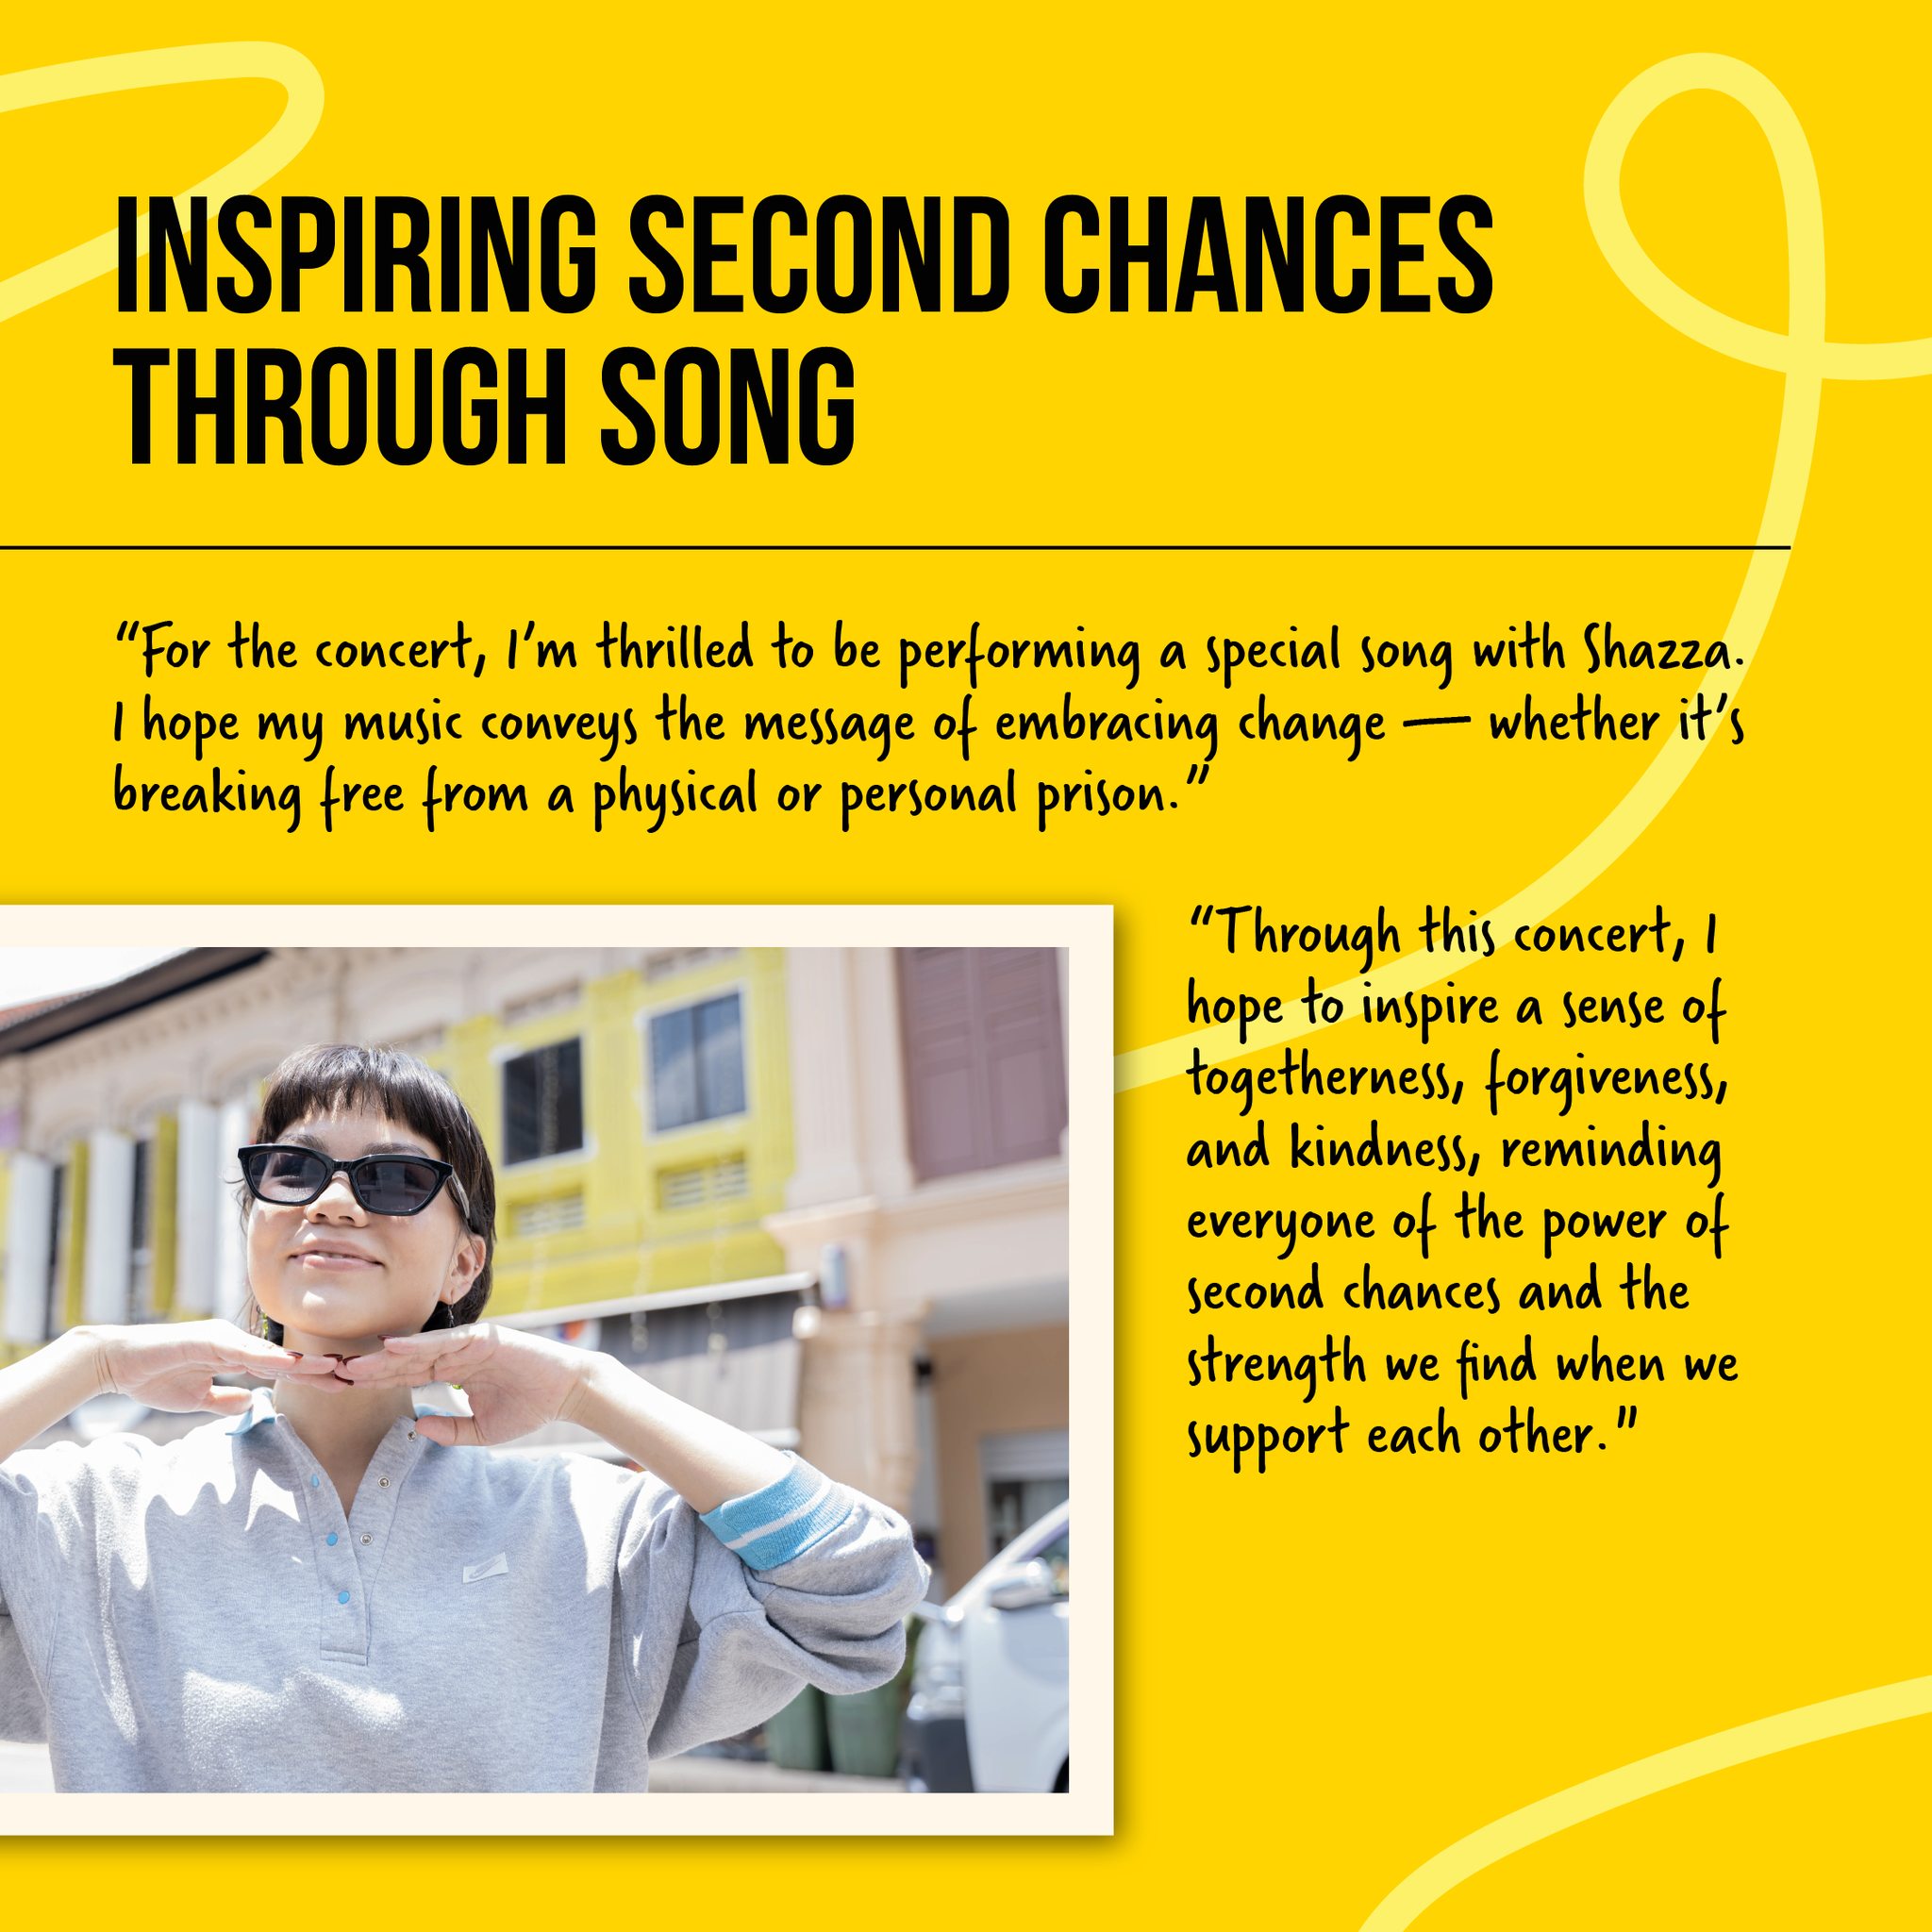 INSPIRING SECOND CHANCES
THROUGH SONG
“For the concert, I’m thrilled to be performing a special song with Shazza.
I hope my music conveys the message of embracing change — whether it’s
breaking free from a physical or personal prison.”
“Through this concert, I
hope to inspire a sense of
togetherness, forgiveness,
and kindness, reminding
everyone of the power of
second chances and the
strength we find when we
support each other.”